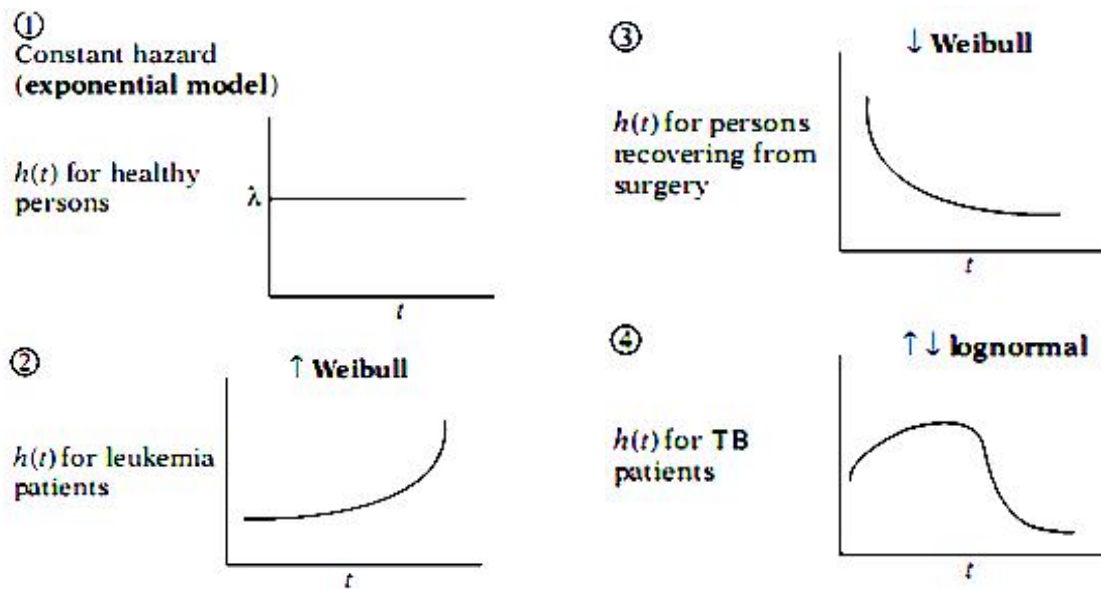 ①
Constant hazard
(exponential model)
h(t) for healthy
persons
λ
t
②
↑ Weibull
h(t) for leukemia
patients
t
③
↓ Weibull
h(t) for persons
recovering from
surgery
t
④
↑ ↓ lognormal
h(t) for TB
patients
t